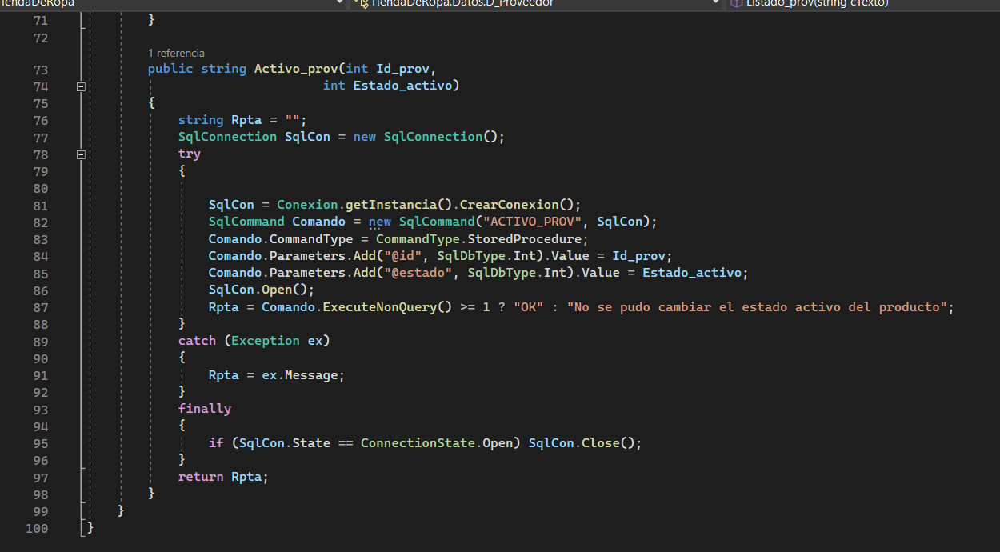 TiendaDeRopa TiendaDeRopa.Datos.D_Proveedor Listado_prov(string cTexto)
71 }
72
1 referencia
73 public string Activo_prov(int Id_prov,
74 int Estado_activo)
75 {
76 string Rpta = "";
77 SqlConnection SqlCon = new SqlConnection();
78 try
79 {
80
81 SqlCon = Conexion.getInstancia().CrearConexion();
82 SqlCommand Comando = new SqlCommand("ACTIVO_PROV", SqlCon);
83 Comando.CommandType = CommandType.StoredProcedure;
84 Comando.Parameters.Add("@id", SqlDbType.Int).Value = Id_prov;
85 Comando.Parameters.Add("@estado", SqlDbType.Int).Value = Estado_activo;
86 SqlCon.Open();
87 Rpta = Comando.ExecuteNonQuery() >= 1 ? "OK" : "No se pudo cambiar el estado activo del producto";
88 }
89 catch (Exception ex)
90 {
91 Rpta = ex.Message;
92 }
93 finally
94 {
95 if (SqlCon.State == ConnectionState.Open) SqlCon.Close();
96 }
97 return Rpta;
98 }
99 }
100 }